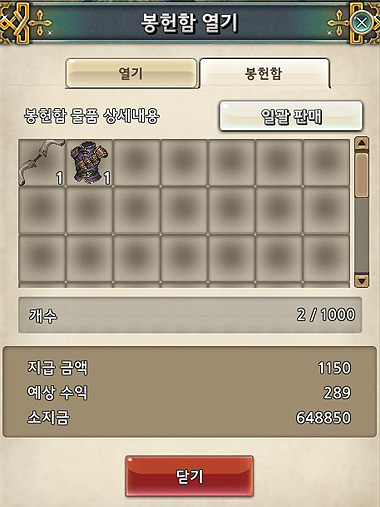 봉헌함 열기
열기
봉헌함
봉헌함 물품 상세내용
일괄 판매
1
1
개수 2 / 1000
지급 금액 1150
예상 수익 289
소지금 648850
닫기